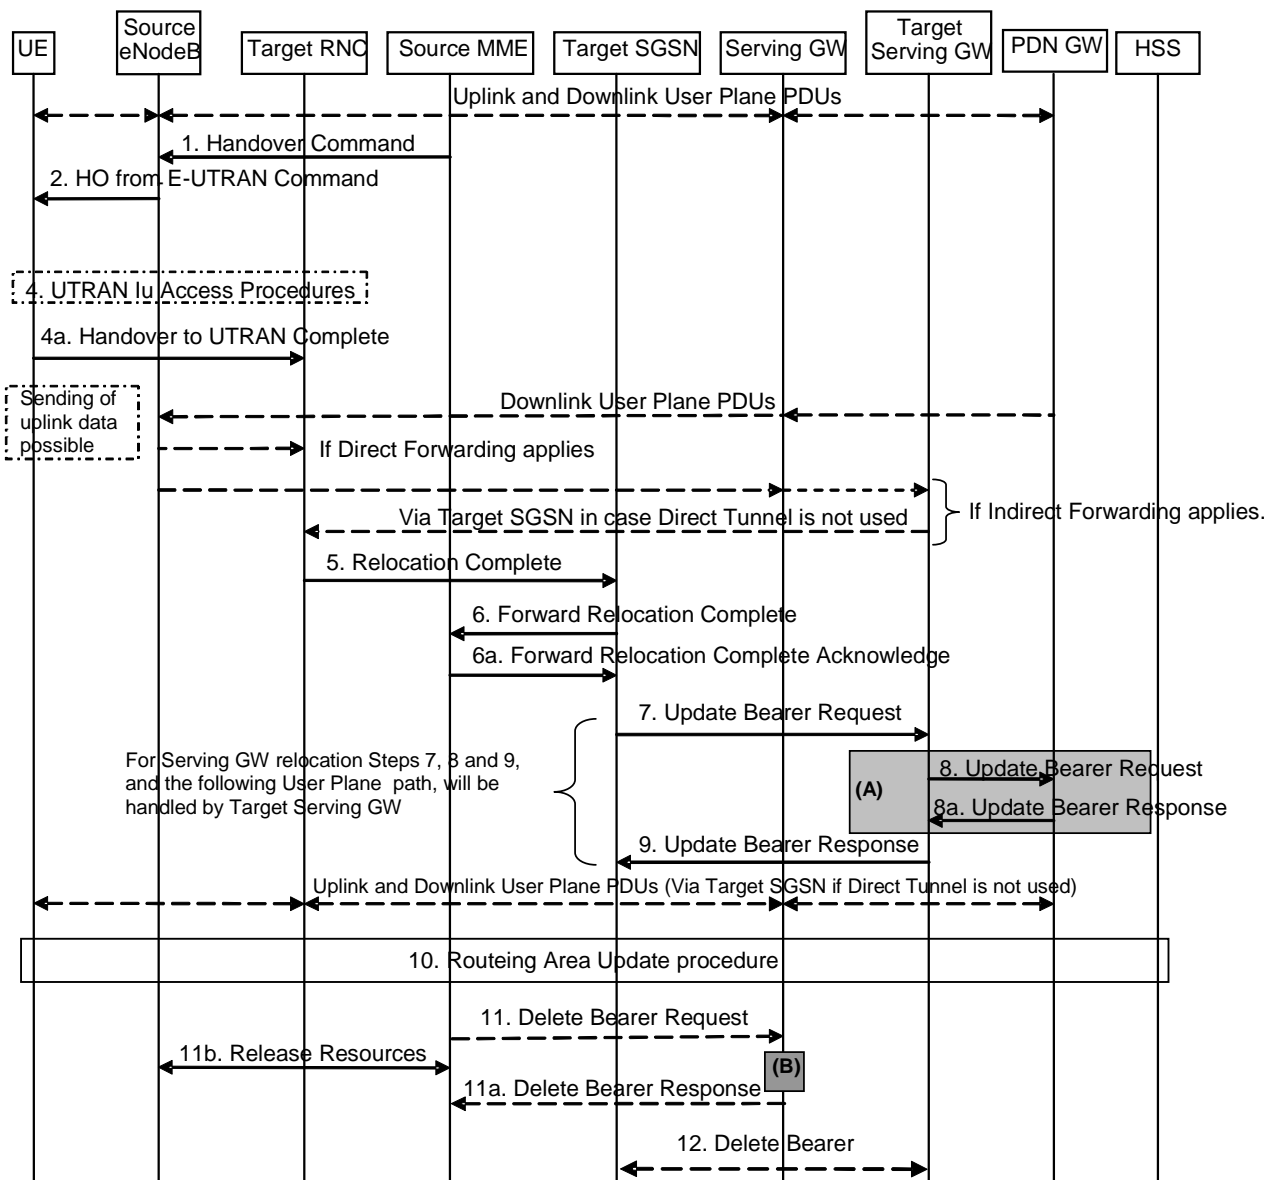 UE
Source
eNodeB
Target RNC
Source MME
Target SGSN
Serving GW
Target
Serving GW
PDN GW
HSS
Uplink and Downlink User Plane PDUs
1. Handover Command
2. HO from E-UTRAN Command
4. UTRAN Iu Access Procedures
4a. Handover to UTRAN Complete
Sending of
uplink data
possible
Downlink User Plane PDUs
If Direct Forwarding applies
Via Target SGSN in case Direct Tunnel is not used
If Indirect Forwarding applies.
5. Relocation Complete
6. Forward Relocation Complete
6a. Forward Relocation Complete Acknowledge
7. Update Bearer Request
For Serving GW relocation Steps 7, 8 and 9,
and the following User Plane path, will be
handled by Target Serving GW
(A)
8. Update Bearer Request
8a. Update Bearer Response
9. Update Bearer Response
Uplink and Downlink User Plane PDUs (Via Target SGSN if Direct Tunnel is not used)
10. Routeing Area Update procedure
11. Delete Bearer Request
11b. Release Resources
(B)
11a. Delete Bearer Response
12. Delete Bearer